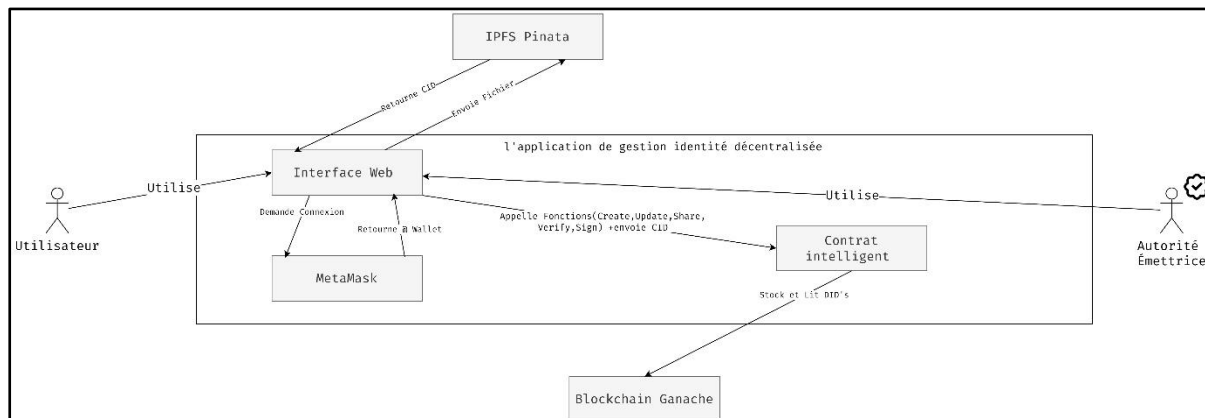 IPFS Pinata
Retourne CID
Envoie Fichier
l'application de gestion identité décentralisée
Interface Web
Utilise
Utilise
Utilisateur
Demande Connexion
Retourne @ Wallet
Appelle Fonctions(Create,Update,Share,
Verify,Sign) +envoie CID
Contrat
intelligent
Autorité
Émettrice
MetaMask
Stock et Lit DID's
Blockchain Ganache